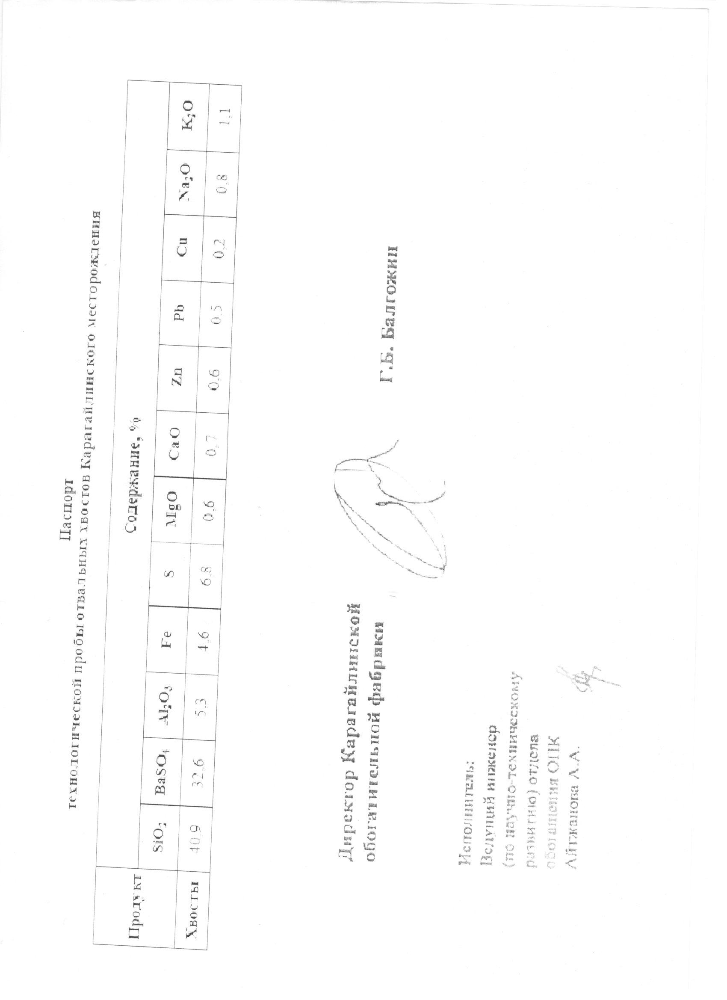 Паспорт
технологической пробы отвальных хвостов Карагайлинского месторождения
Продукт Содержание, %
SiO₂ BaSO₄ Al₂O₃ Fe S MgO CaO Zn Pb Cu Na₂O K₂O
Хвосты 40,9 32,6 5,3 4,6 6,8 0,6 0,7 0,6 0,5 0,2 0,8 1,1
Директор Карагайлинской
обогатительной фабрики Г.Б. Балгожин
Исполнитель:
Ведущий инженер
(по научно-техническому
развитию) отдела
обогащения ОПК
Айтжанова А.А.